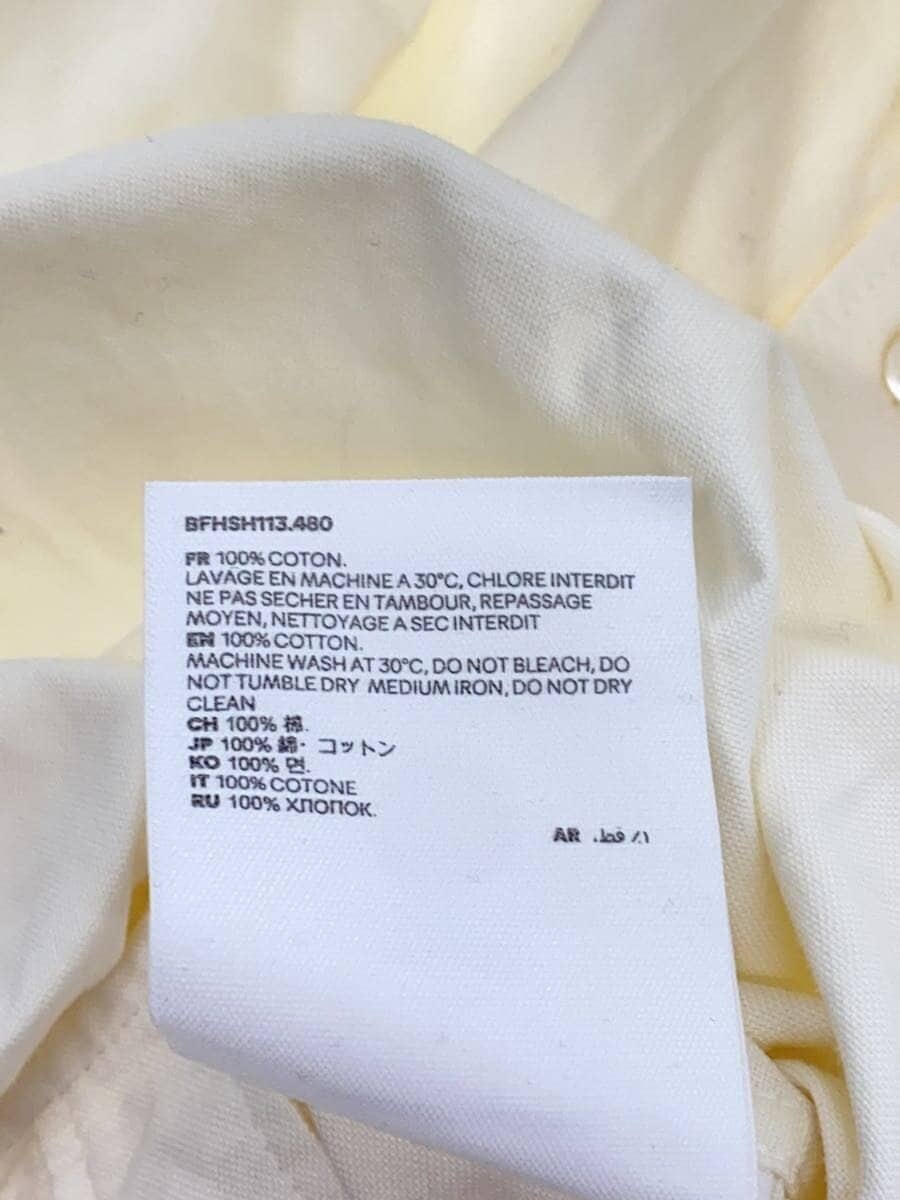 BFHSH113.480
FR 100% COTON.
LAVAGE EN MACHINE A 30°C, CHLORE INTERDIT
NE PAS SECHER EN TAMBOUR, REPASSAGE
MOYEN, NETTOYAGE A SEC INTERDIT
EN 100% COTTON.
MACHINE WASH AT 30°C, DO NOT BLEACH, DO
NOT TUMBLE DRY MEDIUM IRON, DO NOT DRY
CLEAN
CH 100% 棉.
JP 100% 綿・コットン
KO 100% 면.
IT 100% COTONE
RU 100% ХЛОПОК.
AR .قطن ٪١